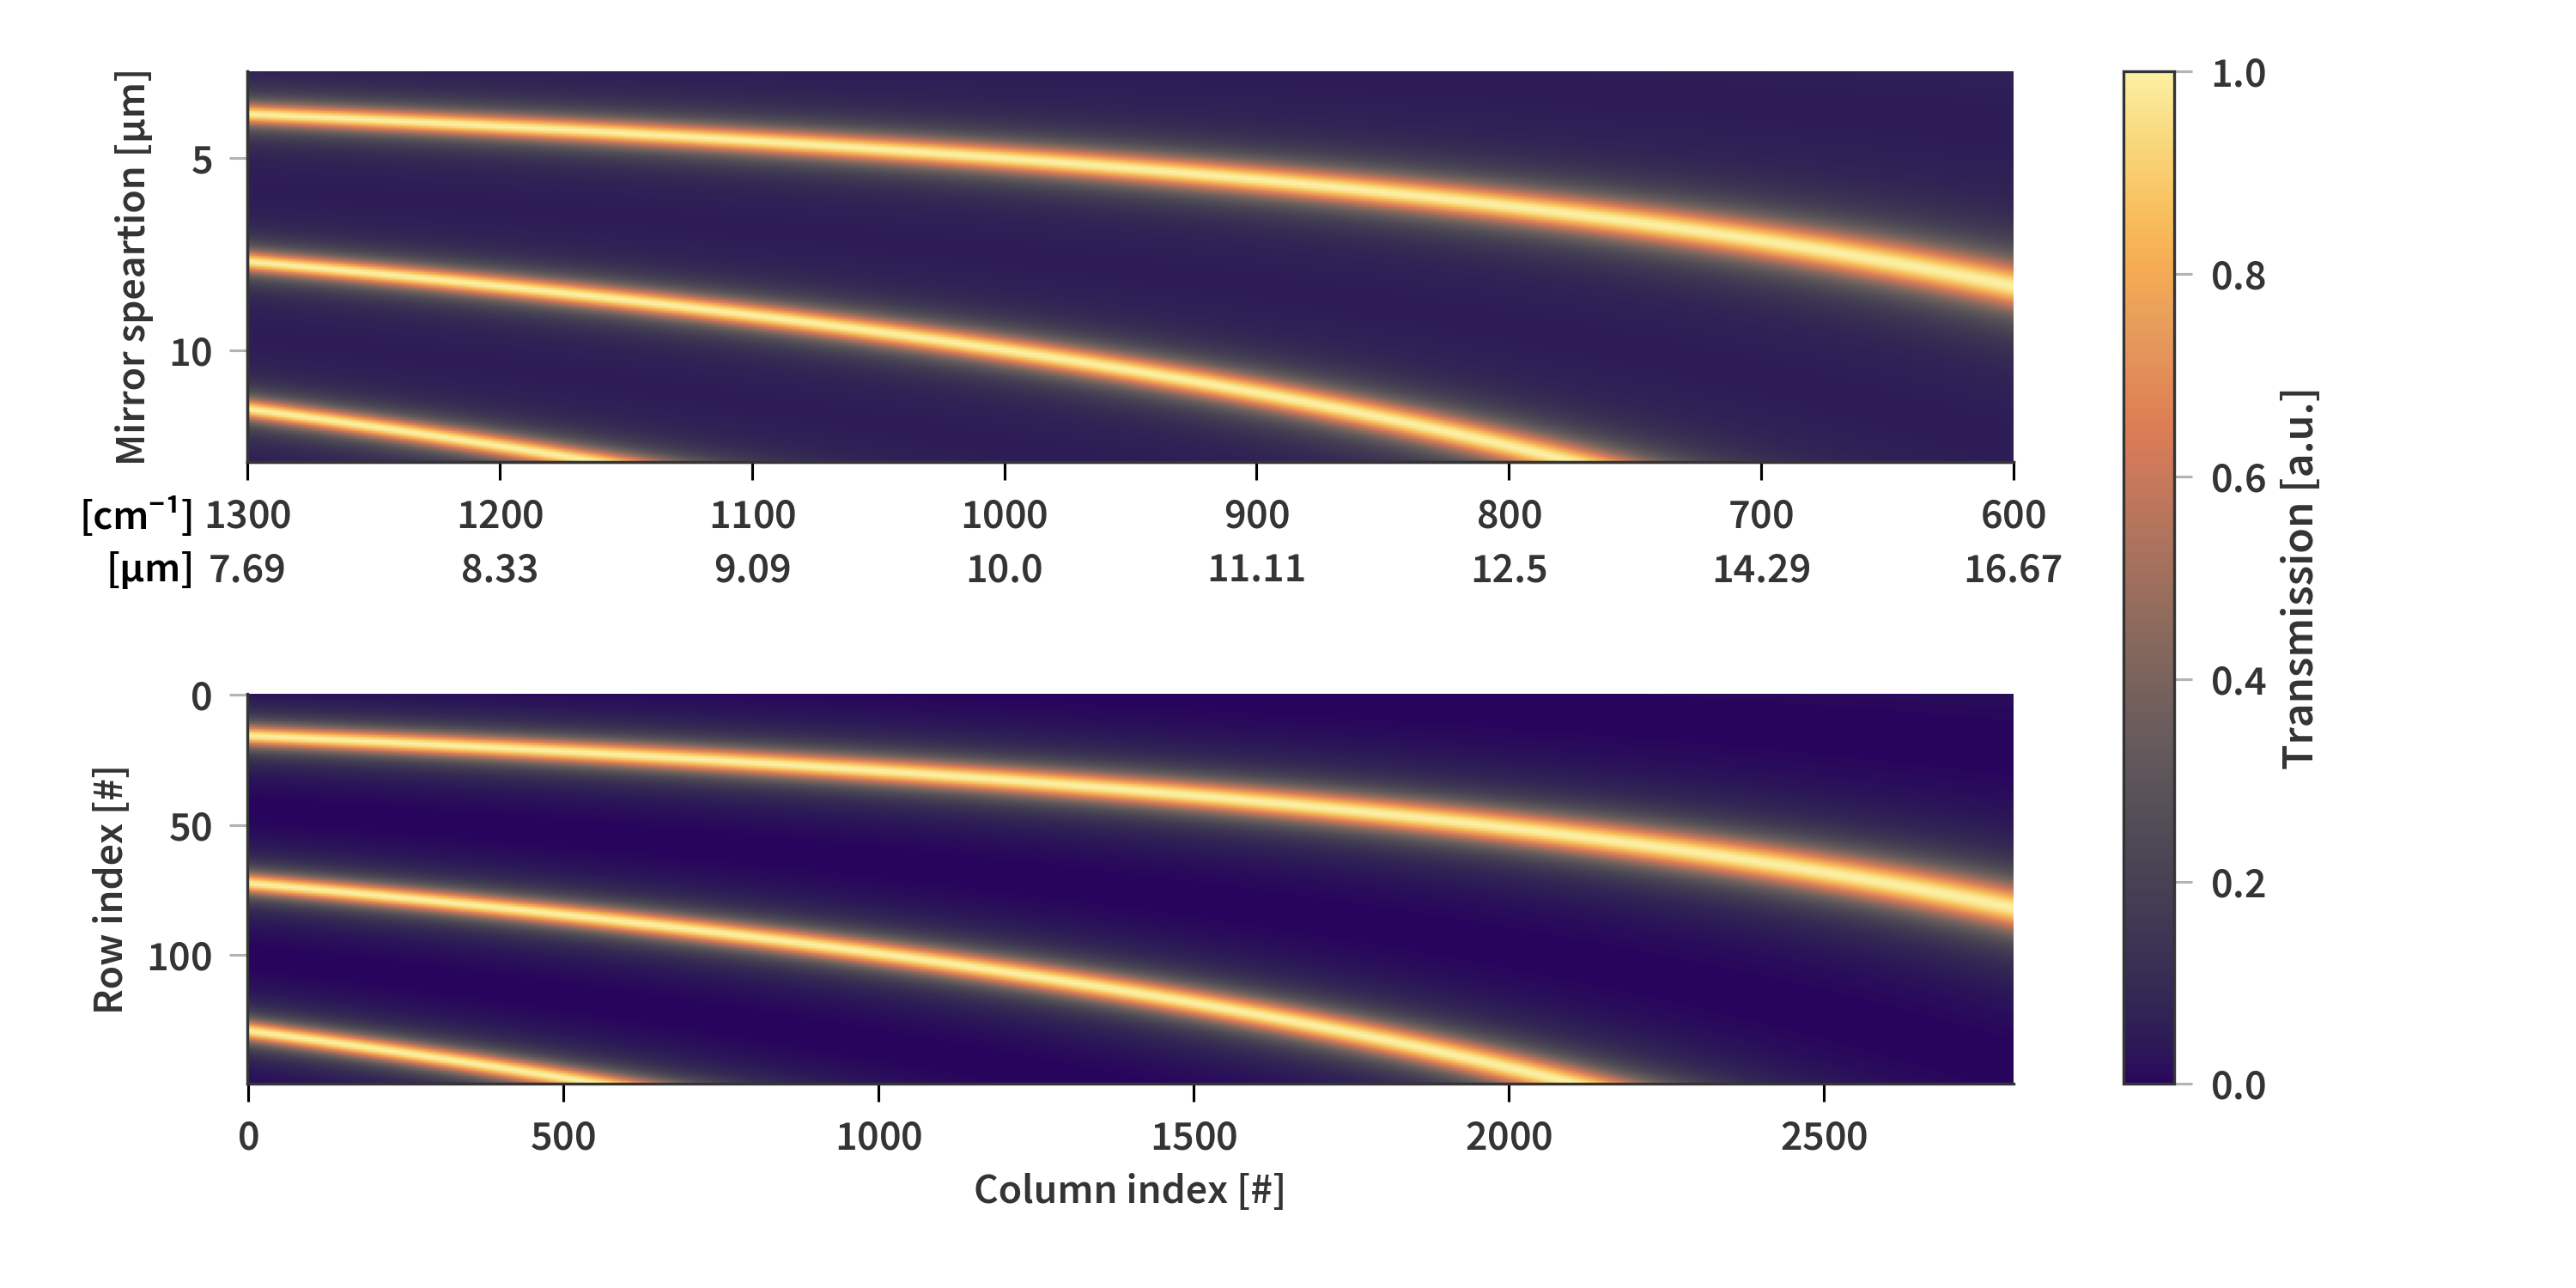 Mirror speartion [µm]
5
10
[cm⁻¹] 1300 1200 1100 1000 900 800 700 600
[µm] 7.69 8.33 9.09 10.0 11.11 12.5 14.29 16.67
Row index [#]
0
50
100
0 500 1000 1500 2000 2500
Column index [#]
1.0
0.8
0.6
0.4
0.2
0.0
Transmission [a.u.]